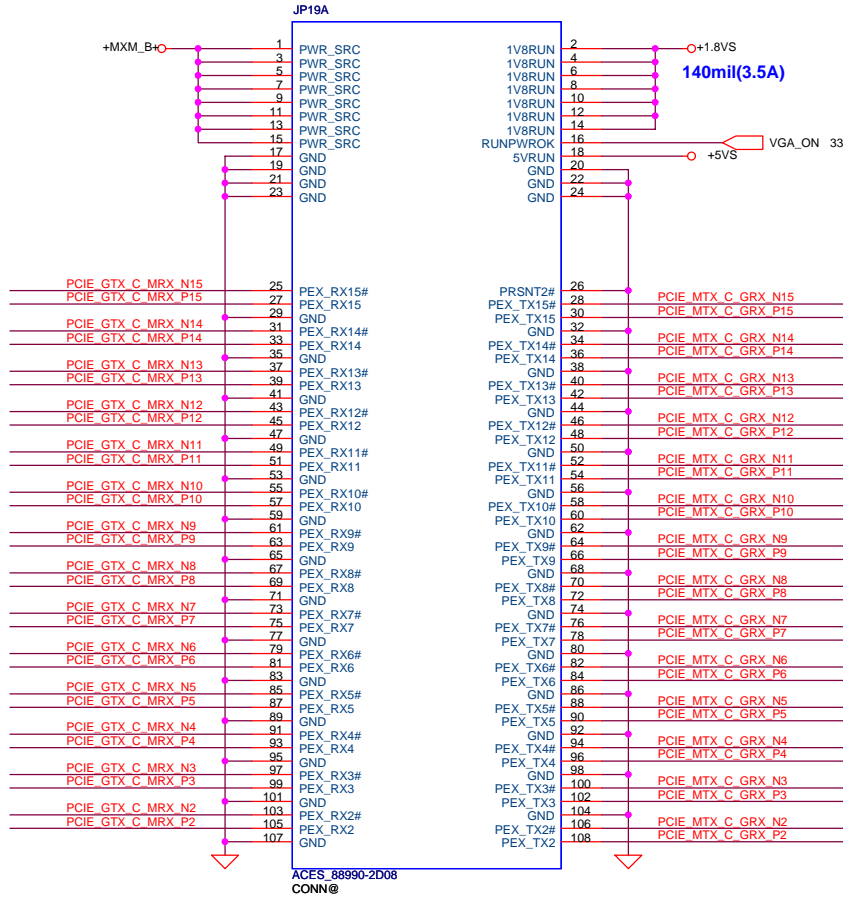 JP19A
+MXM_B+ 1 PWR_SRC 1V8RUN 2 +1.8VS
3 PWR_SRC 1V8RUN 4
5 PWR_SRC 1V8RUN 6 140mil(3.5A)
7 PWR_SRC 1V8RUN 8
9 PWR_SRC 1V8RUN 10
11 PWR_SRC 1V8RUN 12
13 PWR_SRC 1V8RUN 14
15 PWR_SRC RUNPWROK 16 VGA_ON 33
17 GND 5VRUN 18 +5VS
19 GND GND 20
21 GND GND 22
23 GND GND 24
PCIE_GTX_C_MRX_N15 25 PEX_RX15# PRSNT2# 26
PCIE_GTX_C_MRX_P15 27 PEX_RX15 PEX_TX15# 28 PCIE_MTX_C_GRX_N15
29 GND PEX_TX15 30 PCIE_MTX_C_GRX_P15
PCIE_GTX_C_MRX_N14 31 PEX_RX14# GND 32
PCIE_GTX_C_MRX_P14 33 PEX_RX14 PEX_TX14# 34 PCIE_MTX_C_GRX_N14
35 GND PEX_TX14 36 PCIE_MTX_C_GRX_P14
PCIE_GTX_C_MRX_N13 37 PEX_RX13# GND 38
PCIE_GTX_C_MRX_P13 39 PEX_RX13 PEX_TX13# 40 PCIE_MTX_C_GRX_N13
41 GND PEX_TX13 42 PCIE_MTX_C_GRX_P13
PCIE_GTX_C_MRX_N12 43 PEX_RX12# GND 44
PCIE_GTX_C_MRX_P12 45 PEX_RX12 PEX_TX12# 46 PCIE_MTX_C_GRX_N12
47 GND PEX_TX12 48 PCIE_MTX_C_GRX_P12
PCIE_GTX_C_MRX_N11 49 PEX_RX11# GND 50
PCIE_GTX_C_MRX_P11 51 PEX_RX11 PEX_TX11# 52 PCIE_MTX_C_GRX_N11
53 GND PEX_TX11 54 PCIE_MTX_C_GRX_P11
PCIE_GTX_C_MRX_N10 55 PEX_RX10# GND 56
PCIE_GTX_C_MRX_P10 57 PEX_RX10 PEX_TX10# 58 PCIE_MTX_C_GRX_N10
59 GND PEX_TX10 60 PCIE_MTX_C_GRX_P10
PCIE_GTX_C_MRX_N9 61 PEX_RX9# GND 62
PCIE_GTX_C_MRX_P9 63 PEX_RX9 PEX_TX9# 64 PCIE_MTX_C_GRX_N9
65 GND PEX_TX9 66 PCIE_MTX_C_GRX_P9
PCIE_GTX_C_MRX_N8 67 PEX_RX8# GND 68
PCIE_GTX_C_MRX_P8 69 PEX_RX8 PEX_TX8# 70 PCIE_MTX_C_GRX_N8
71 GND PEX_TX8 72 PCIE_MTX_C_GRX_P8
PCIE_GTX_C_MRX_N7 73 PEX_RX7# GND 74
PCIE_GTX_C_MRX_P7 75 PEX_RX7 PEX_TX7# 76 PCIE_MTX_C_GRX_N7
77 GND PEX_TX7 78 PCIE_MTX_C_GRX_P7
PCIE_GTX_C_MRX_N6 79 PEX_RX6# GND 80
PCIE_GTX_C_MRX_P6 81 PEX_RX6 PEX_TX6# 82 PCIE_MTX_C_GRX_N6
83 GND PEX_TX6 84 PCIE_MTX_C_GRX_P6
PCIE_GTX_C_MRX_N5 85 PEX_RX5# GND 86
PCIE_GTX_C_MRX_P5 87 PEX_RX5 PEX_TX5# 88 PCIE_MTX_C_GRX_N5
89 GND PEX_TX5 90 PCIE_MTX_C_GRX_P5
PCIE_GTX_C_MRX_N4 91 PEX_RX4# GND 92
PCIE_GTX_C_MRX_P4 93 PEX_RX4 PEX_TX4# 94 PCIE_MTX_C_GRX_N4
95 GND PEX_TX4 96 PCIE_MTX_C_GRX_P4
PCIE_GTX_C_MRX_N3 97 PEX_RX3# GND 98
PCIE_GTX_C_MRX_P3 99 PEX_RX3 PEX_TX3# 100 PCIE_MTX_C_GRX_N3
101 GND PEX_TX3 102 PCIE_MTX_C_GRX_P3
PCIE_GTX_C_MRX_N2 103 PEX_RX2# GND 104
PCIE_GTX_C_MRX_P2 105 PEX_RX2 PEX_TX2# 106 PCIE_MTX_C_GRX_N2
107 GND PEX_TX2 108 PCIE_MTX_C_GRX_P2
ACES_88990-2D08
CONN@